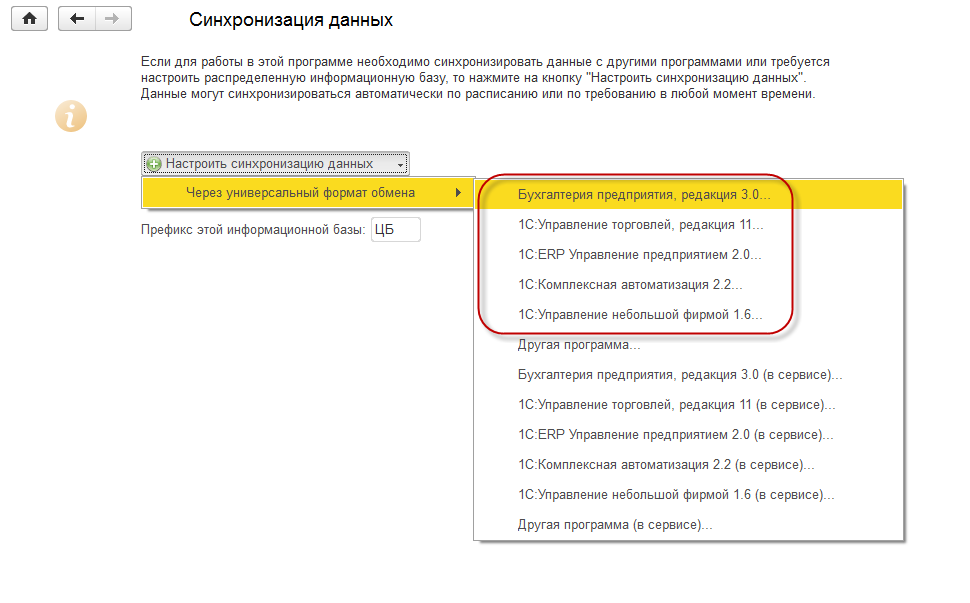 Синхронизация данных
Если для работы в этой программе необходимо синхронизировать данные с другими программами или требуется
настроить распределенную информационную базу, то нажмите на кнопку "Настроить синхронизацию данных".
Данные могут синхронизироваться автоматически по расписанию или по требованию в любой момент времени.
Настроить синхронизацию данных
Через универсальный формат обмена
Префикс этой информационной базы: ЦБ
Бухгалтерия предприятия, редакция 3.0...
1С:Управление торговлей, редакция 11...
1С:ERP Управление предприятием 2.0...
1С:Комплексная автоматизация 2.2...
1С:Управление небольшой фирмой 1.6...
Другая программа...
Бухгалтерия предприятия, редакция 3.0 (в сервисе)...
1С:Управление торговлей, редакция 11 (в сервисе)...
1С:ERP Управление предприятием 2.0 (в сервисе)...
1С:Комплексная автоматизация 2.2 (в сервисе)...
1С:Управление небольшой фирмой 1.6 (в сервисе)...
Другая программа (в сервисе)...